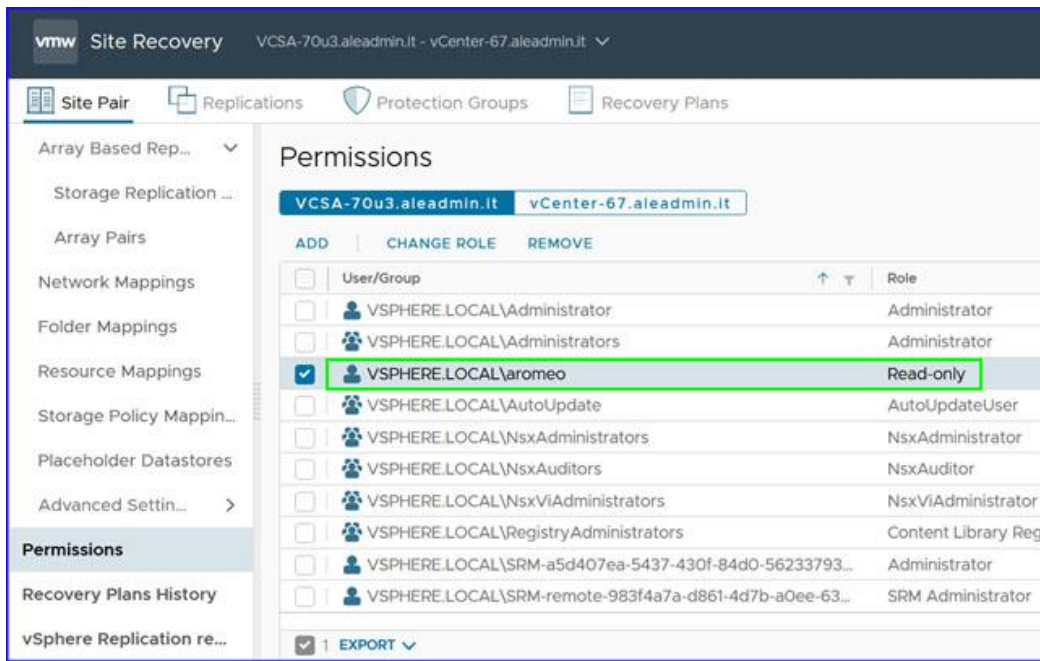 vmw Site Recovery VCSA-70u3.aleadmin.it - vCenter-67.aleadmin.it
Site Pair Replications Protection Groups Recovery Plans
Array Based Rep...
Storage Replication ...
Array Pairs
Network Mappings
Folder Mappings
Resource Mappings
Storage Policy Mappin...
Placeholder Datastores
Advanced Settin...
Permissions
Recovery Plans History
vSphere Replication re...
Permissions
VCSA-70u3.aleadmin.it vCenter-67.aleadmin.it
ADD CHANGE ROLE REMOVE
User/Group Role
VSPHERE.LOCAL\Administrator Administrator
VSPHERE.LOCAL\Administrators Administrator
VSPHERE.LOCAL\aromeo Read-only
VSPHERE.LOCAL\AutoUpdate AutoUpdateUser
VSPHERE.LOCAL\NsxAdministrators NsxAdministrator
VSPHERE.LOCAL\NsxAuditors NsxAuditor
VSPHERE.LOCAL\NsxViAdministrators NsxViAdministrator
VSPHERE.LOCAL\RegistryAdministrators Content Library Reg
VSPHERE.LOCAL\SRM-a5d407ea-5437-430f-84d0-56233793... Administrator
VSPHERE.LOCAL\SRM-remote-983f4a7a-d861-4d7b-a0ee-63... SRM Administrator
1 EXPORT